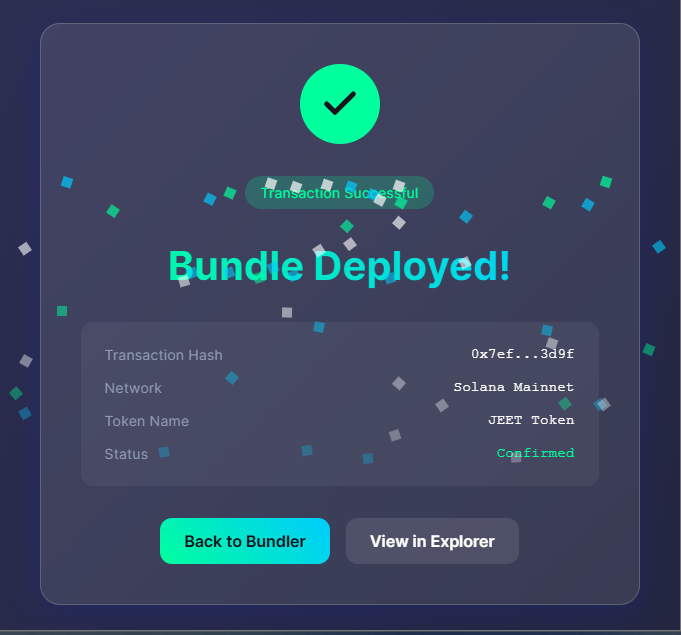 Transaction Successful
Bundle Deployed!
Transaction Hash 0x7ef...3d9f
Network Solana Mainnet
Token Name JEET Token
Status Confirmed
Back to Bundler View in Explorer